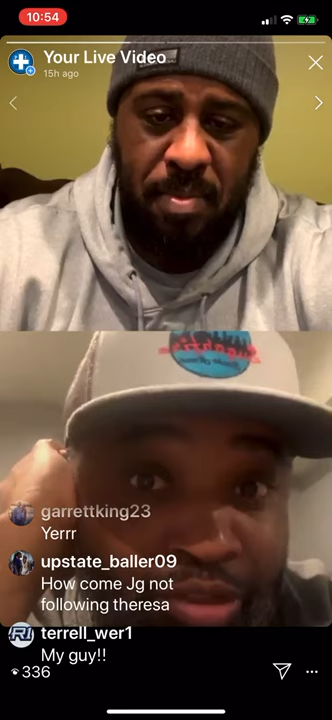 10:54
Your Live Video
15h ago
garrettking23
Yerrr
upstate_baller09
How come Jg not
following theresa
terrell_wer1
My guy!!
336